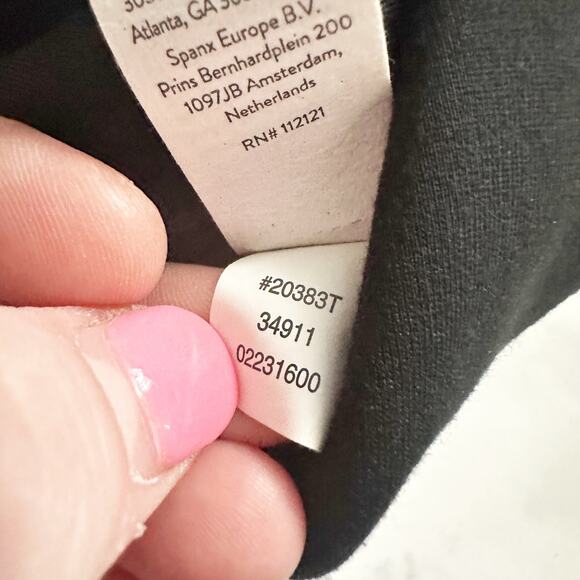 Atlanta, GA
Spanx Europe B.V.
Prins Bernhardplein 200
1097JB Amsterdam,
Netherlands
RN# 112121
#20383T
34911
02231600